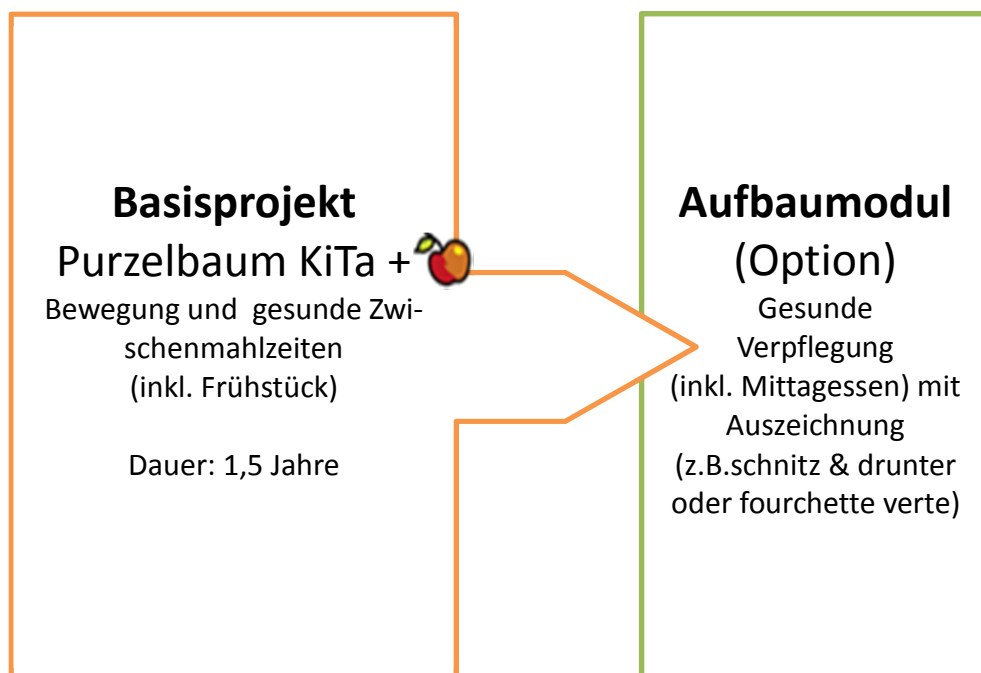 Basisprojekt
Purzelbaum KiTa +
Bewegung und  gesunde Zwi-
schenmahlzeiten
(inkl. Frühstück)
Dauer: 1,5 Jahre
Aufbaumodul
(Option)
Gesunde
Verpflegung
(inkl. Mittagessen) mit
Auszeichnung
(z.B.schnitz & drunter
oder fourchette verte)